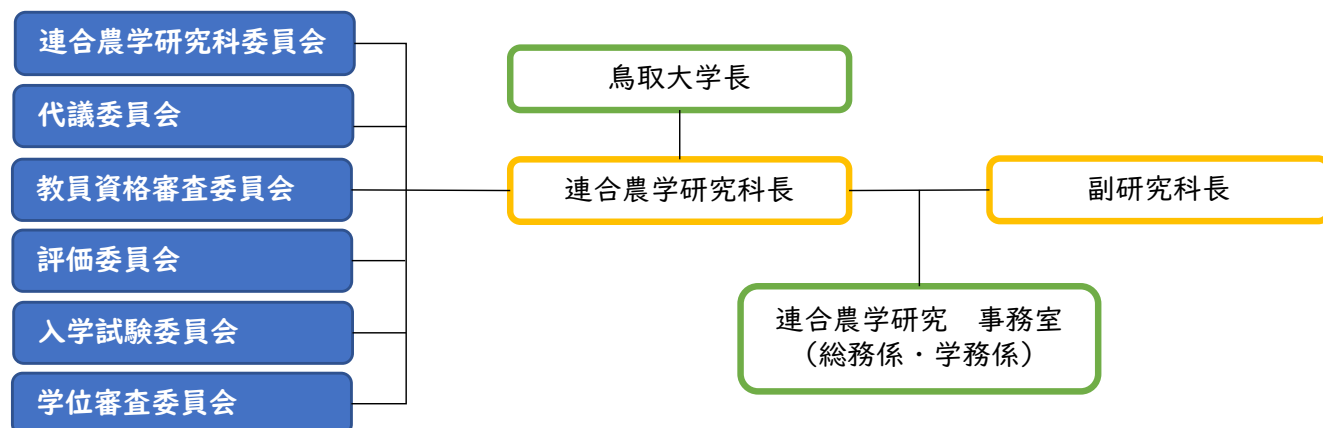 連合農学研究科委員会
代議委員会
教員資格審査委員会
評価委員会
入学試験委員会
学位審査委員会
鳥取大学長
連合農学研究科長
副研究科長
連合農学研究　事務室
（総務係・学務係）